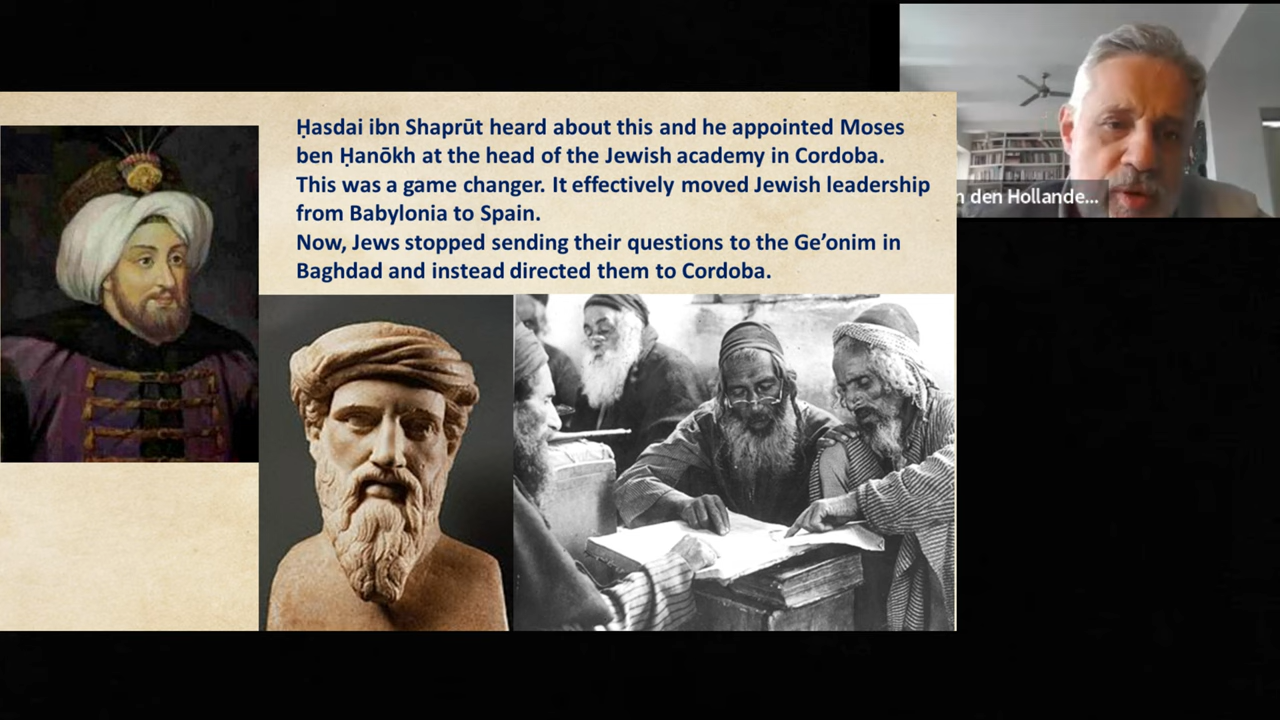 Ḥasdai ibn Shaprūt heard about this and he appointed Moses
ben Ḥanōkh at the head of the Jewish academy in Cordoba.
This was a game changer. It effectively moved Jewish leadership
from Babylonia to Spain.
Now, Jews stopped sending their questions to the Ge’onim in
Baghdad and instead directed them to Cordoba.
den Hollande...